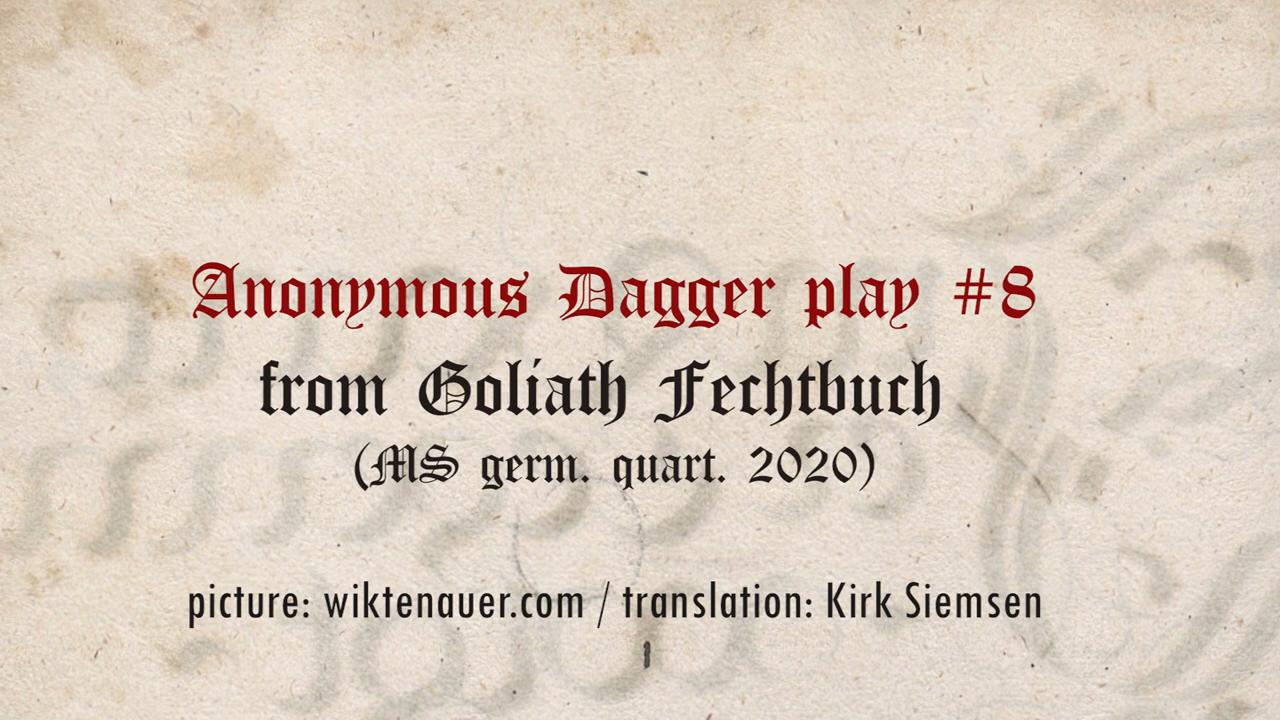 Anonymous Dagger play #8
from Goliath Fechtbuch
(MS germ. quart. 2020)
picture: wiktenauer.com / translation: Kirk Siemsen